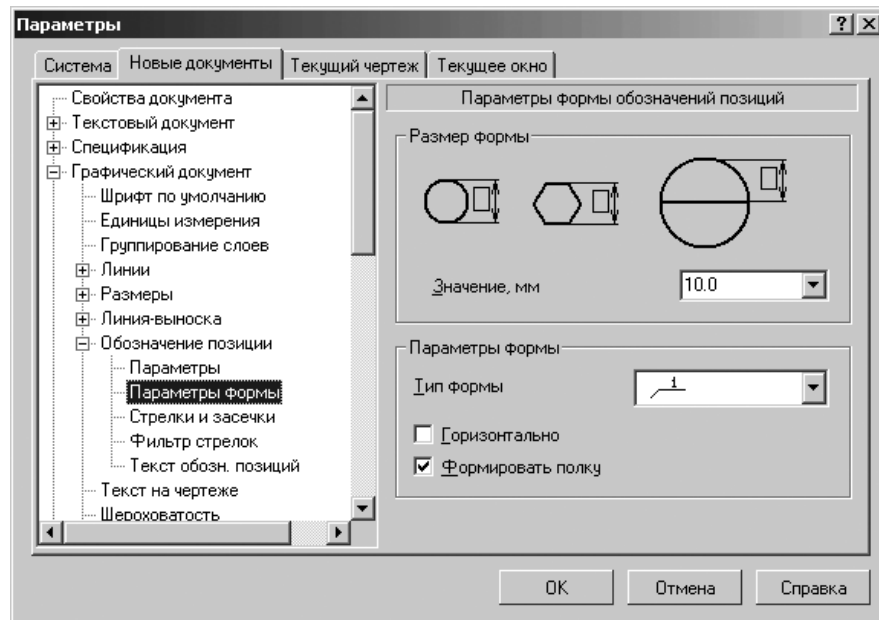 Параметры
Система Новые документы Текущий чертеж Текущее окно
Свойства документа
Текстовый документ
Спецификация
Графический документ
Шрифт по умолчанию
Единицы измерения
Группирование слоев
Линии
Размеры
Линия-выноска
Обозначение позиции
Параметры
Параметры формы
Стрелки и засечки
Фильтр стрелок
Текст обозн. позиций
Текст на чертеже
Шероховатость
Параметры формы обозначений позиций
Размер формы
Значение, мм 10.0
Параметры формы
Тип формы 1
Горизонтально
Формировать полку
OK Отмена Справка